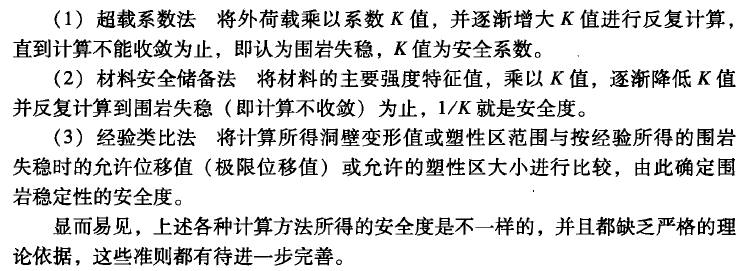 （1）超载系数法 将外荷载乘以系数 K 值，并逐渐增大 K 值进行反复计算，
直到计算不能收敛为止，即认为围岩失稳，K 值为安全系数。
（2）材料安全储备法 将材料的主要强度特征值，乘以 K 值，逐渐降低 K 值
并反复计算到围岩失稳（即计算不收敛）为止，1/K 就是安全度。
（3）经验类比法 将计算所得洞壁变形值或塑性区范围与按经验所得的围岩
失稳时的允许位移值（极限位移值）或允许的塑性区大小进行比较，由此确定围
岩稳定性的安全度。
显而易见，上述各种计算方法所得的安全度是不一样的，并且都缺乏严格的理
论依据，这些准则都有待进一步完善。